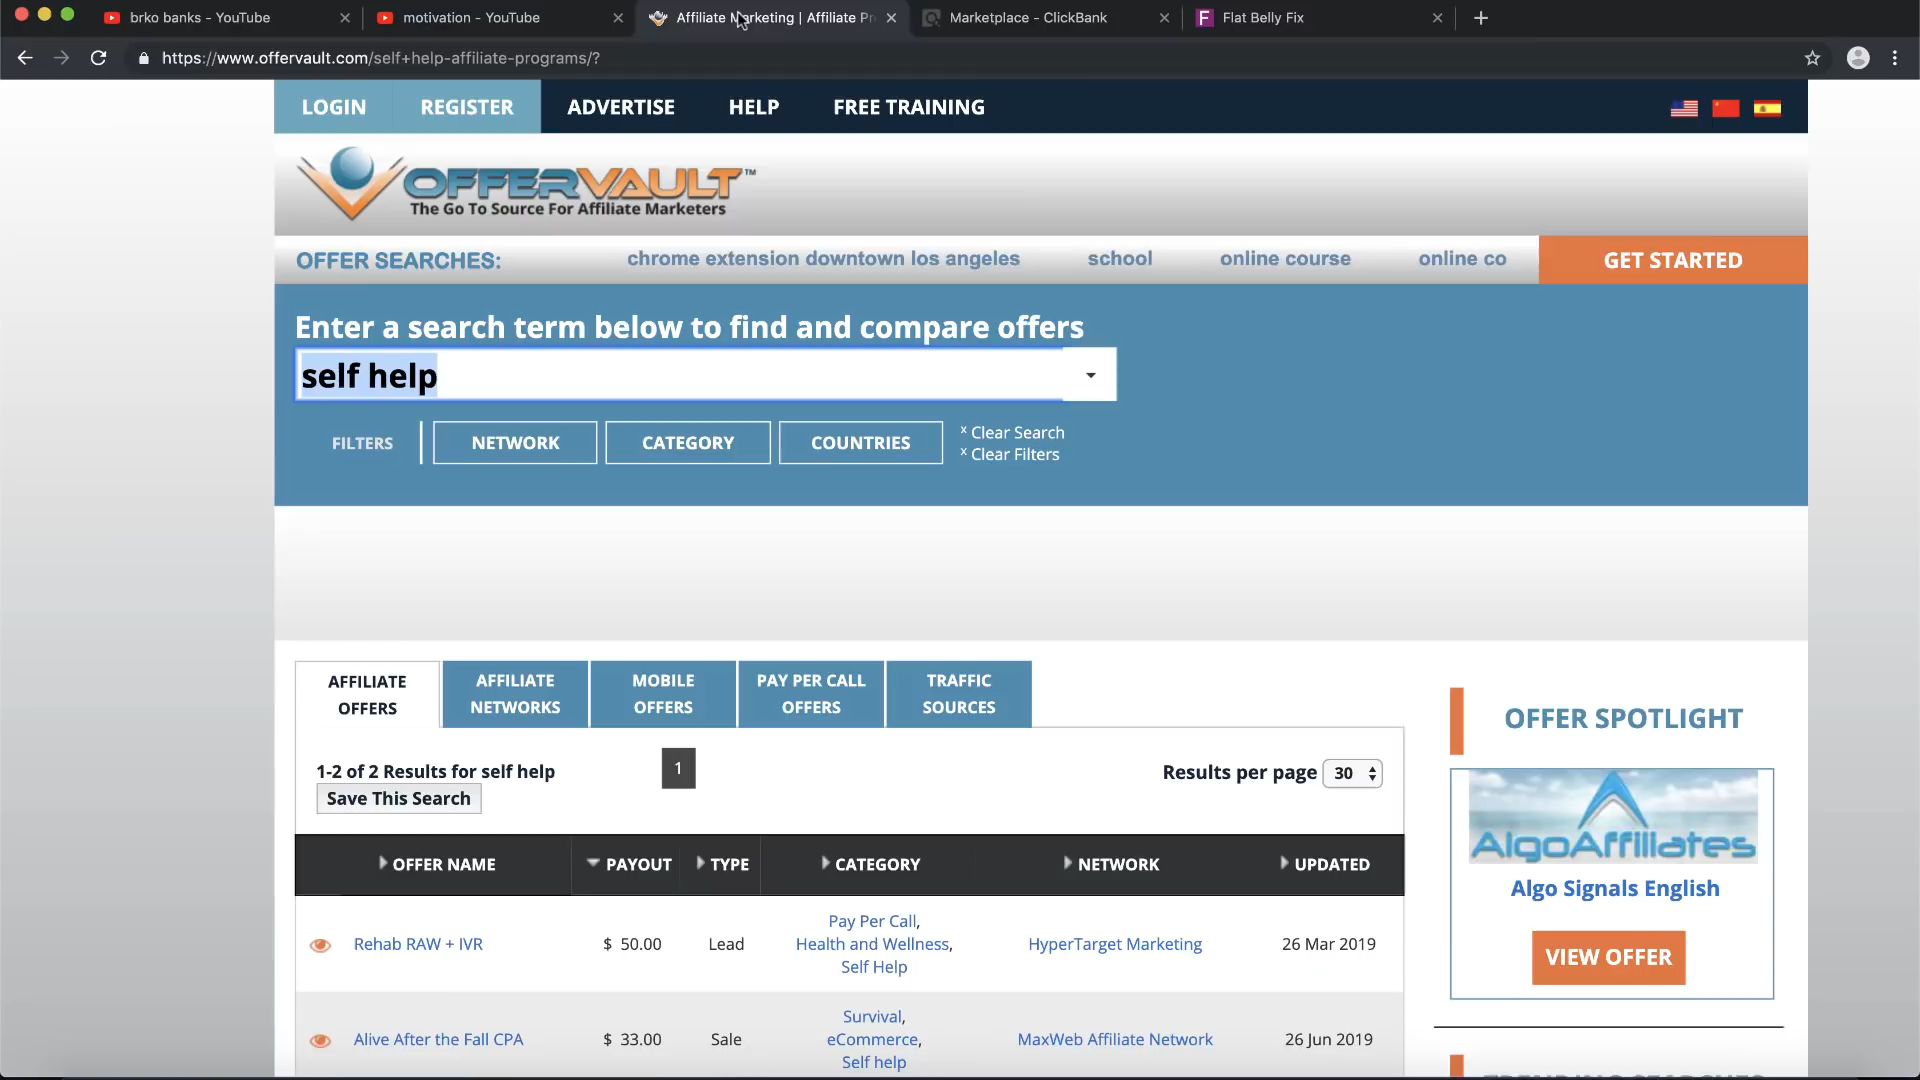 brko banks - YouTube
motivation - YouTube
Affiliate Marketing | Affiliate Pr
Marketplace - ClickBank
F Flat Belly Fix
https://www.offervault.com/self+help-affiliate-programs/?
LOGIN REGISTER ADVERTISE HELP FREE TRAINING
OFFERVAULT™
The Go To Source For Affiliate Marketers
OFFER SEARCHES: chrome extension downtown los angeles school online course online co GET STARTED
Enter a search term below to find and compare offers
self help
FILTERS NETWORK CATEGORY COUNTRIES
x Clear Search
x Clear Filters
AFFILIATE OFFERS
AFFILIATE NETWORKS
MOBILE OFFERS
PAY PER CALL OFFERS
TRAFFIC SOURCES
1-2 of 2 Results for self help
1
Results per page 30
Save This Search
OFFER NAME PAYOUT TYPE CATEGORY NETWORK UPDATED
Rehab RAW + IVR $ 50.00 Lead Pay Per Call, Health and Wellness, Self Help HyperTarget Marketing 26 Mar 2019
Alive After the Fall CPA $ 33.00 Sale Survival, eCommerce, Self help MaxWeb Affiliate Network 26 Jun 2019
OFFER SPOTLIGHT
AlgoAffiliates
Algo Signals English
VIEW OFFER